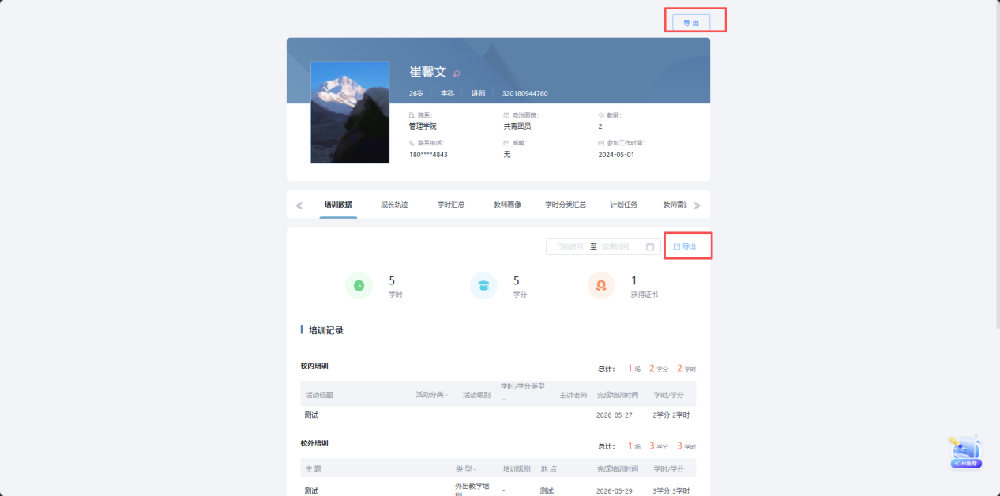 导出
崔馨文
26岁 本科 讲师 320180944760
院系: 政治面貌: 教龄:
管理学院 共青团员 2
联系电话: 邮箱: 参加工作时间:
180****4843 无 2024-05-01
培训数据 成长轨迹 学时汇总 教师画像 学时分类汇总 计划任务 教师雷
开始时间 至 结束时间 导出
5 5 1
学时 学分 获得证书
培训记录
校内培训 总计: 1 场 2 学分 2 学时
活动标题 活动分类 活动级别 学时/学分类型 主讲老师 完成培训时间 学时/学分
测试 - - 2026-05-27 2学分 2学时
校外培训 总计: 1 场 3 学分 3 学时
主题 类型 培训级别 地点 完成培训时间 学时/学分
测试 外出教学培训 - 测试 2026-05-29 3学分 3学时
AI推荐